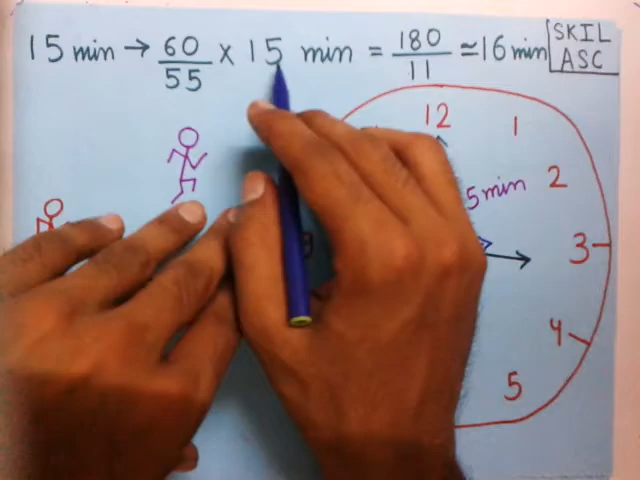 15 min → 60/55 × 15 min = 180/11 ≃ 16 min
SKIL
ASC
12
1
2
5 min
3
4
5